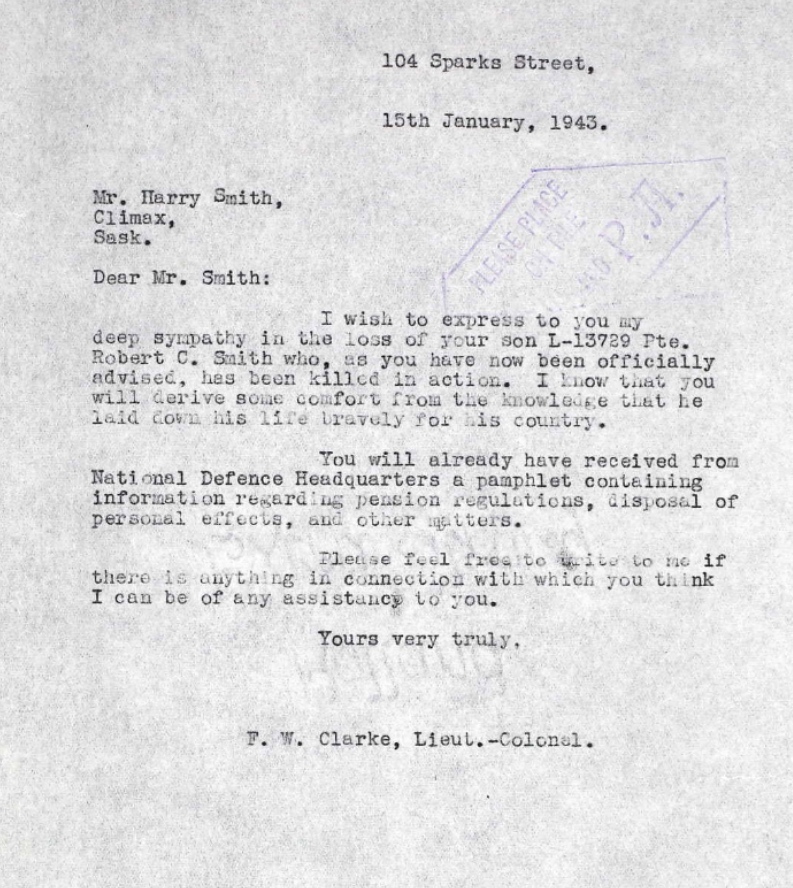 104 Sparks Street,
15th January, 1943.
Mr. Harry Smith,
Climax,
Sask.
PLEASE PLACE
ON FILE
AND P.A.
Dear Mr. Smith:
I wish to express to you my
deep sympathy in the loss of your son L-13729 Pte.
Robert C. Smith who, as you have now been officially
advised, has been killed in action. I know that you
will derive some comfort from the knowledge that he
laid down his life bravely for his country.
You will already have received from
National Defence Headquarters a pamphlet containing
information regarding pension regulations, disposal of
personal effects, and other matters.
Please feel free to write to me if
there is anything in connection with which you think
I can be of any assistance to you.
Yours very truly,
F. W. Clarke, Lieut.-Colonel.